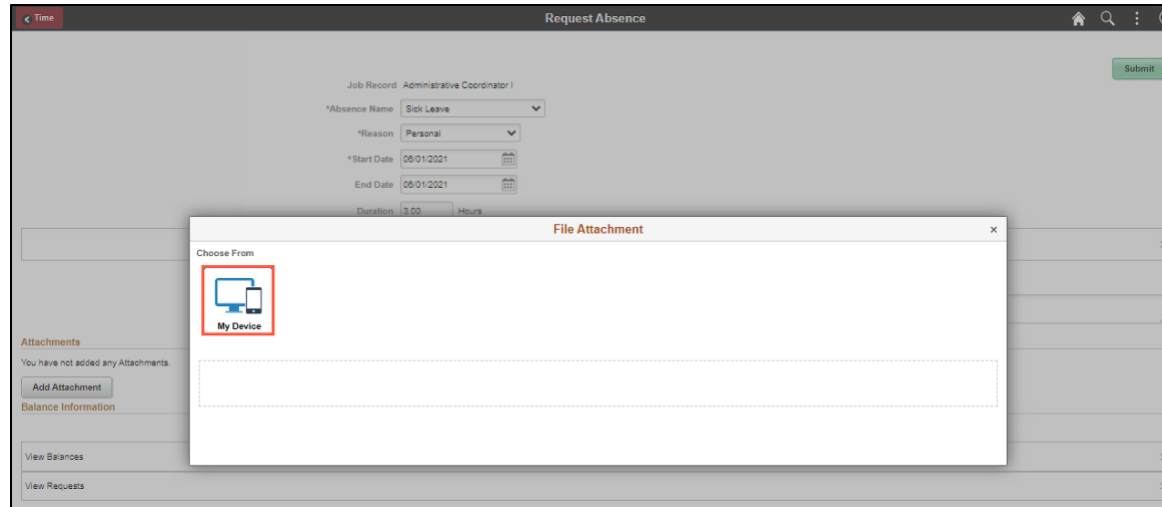 Time
Request Absence
Submit
Job Record Administrative Coordinator I
*Absence Name Sick Leave
*Reason Personal
*Start Date 06/01/2021
End Date 06/01/2021
Duration 3.00 Hours
File Attachment
×
Choose From
My Device
Attachments
You have not added any Attachments.
Add Attachment
Balance Information
View Balances
View Requests